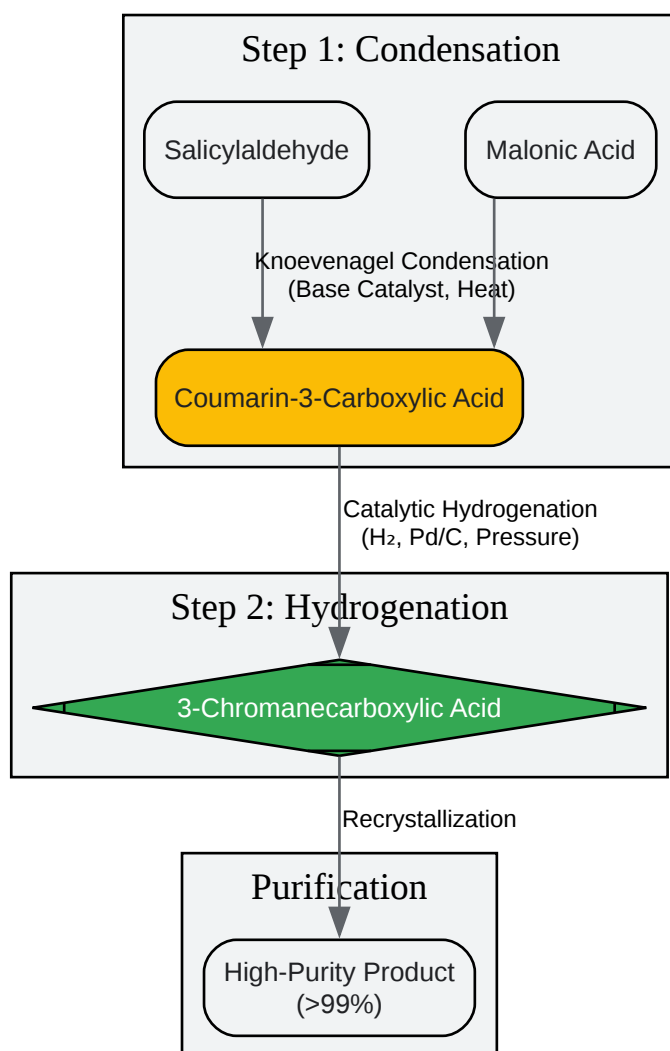 Step 1: Condensation
Salicylaldehyde
Malonic Acid
Knoevenagel Condensation
(Base Catalyst, Heat)
Coumarin-3-Carboxylic Acid
Catalytic Hydrogenation
(H₂, Pd/C, Pressure)
Step 2: Hydrogenation
3-Chromanecarboxylic Acid
Recrystallization
Purification
High-Purity Product
(>99%)